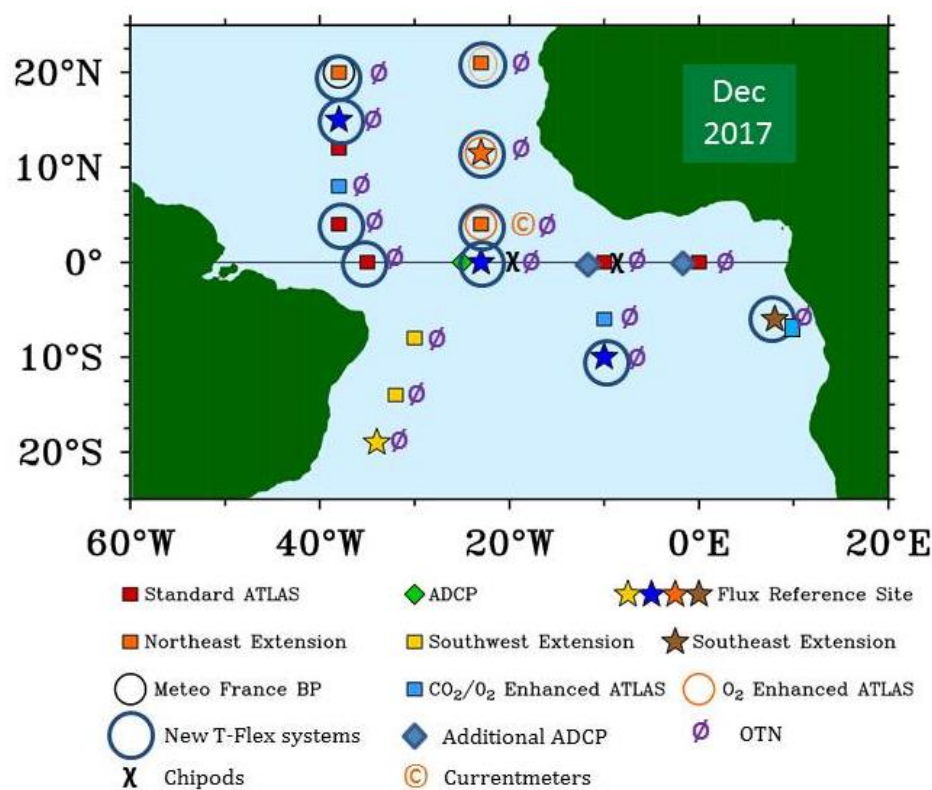 20°N
Dec
2017
10°N
0°
10°S
20°S
60°W 40°W 20°W 0°E 20°E
Standard ATLAS ADCP Flux Reference Site
Northeast Extension Southwest Extension Southeast Extension
Meteo France BP CO₂/O₂ Enhanced ATLAS O₂ Enhanced ATLAS
New T-Flex systems Additional ADCP Ø OTN
χ Chipods © Currentmeters